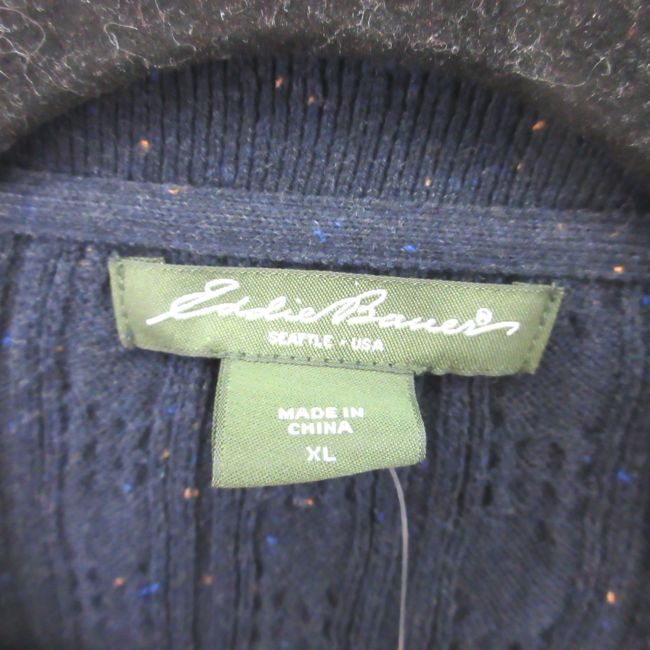 Eddie Bauer®
SEATTLE • USA
MADE IN
CHINA
XL